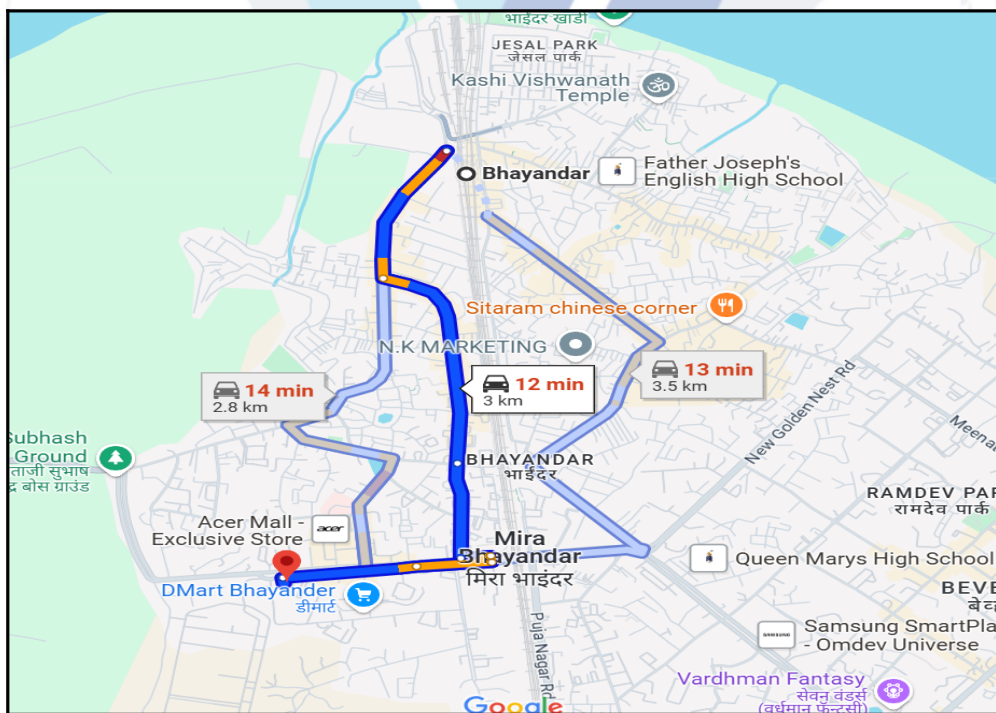 भाईंदर खाडी
JESAL PARK
जेसल पार्क
Kashi Vishwanath
Temple
Bhayandar
Father Joseph's
English High School
Sitaram chinese corner
N.K MARKETING
14 min
2.8 km
12 min
3 km
13 min
3.5 km
New Golden Nest Rd
Meena
Subhash
Ground
ताजी सुभाष
द्र बोस ग्राउंड
BHAYANDAR
भाईंदर
RAMDEV PAR
रामदेव पार्क
Acer Mall -
Exclusive Store
acer
Mira
Bhayandar
मिरा भाइंदर
Queen Marys High School
DMart Bhayander
डीमार्ट
BEVE
Samsung SmartPla
- Omdev Universe
SAMSUNG
Puja Nagar Rd
Vardhman Fantasy
सेवन वंडर्स
(वर्धमान फन्टसी)
Google